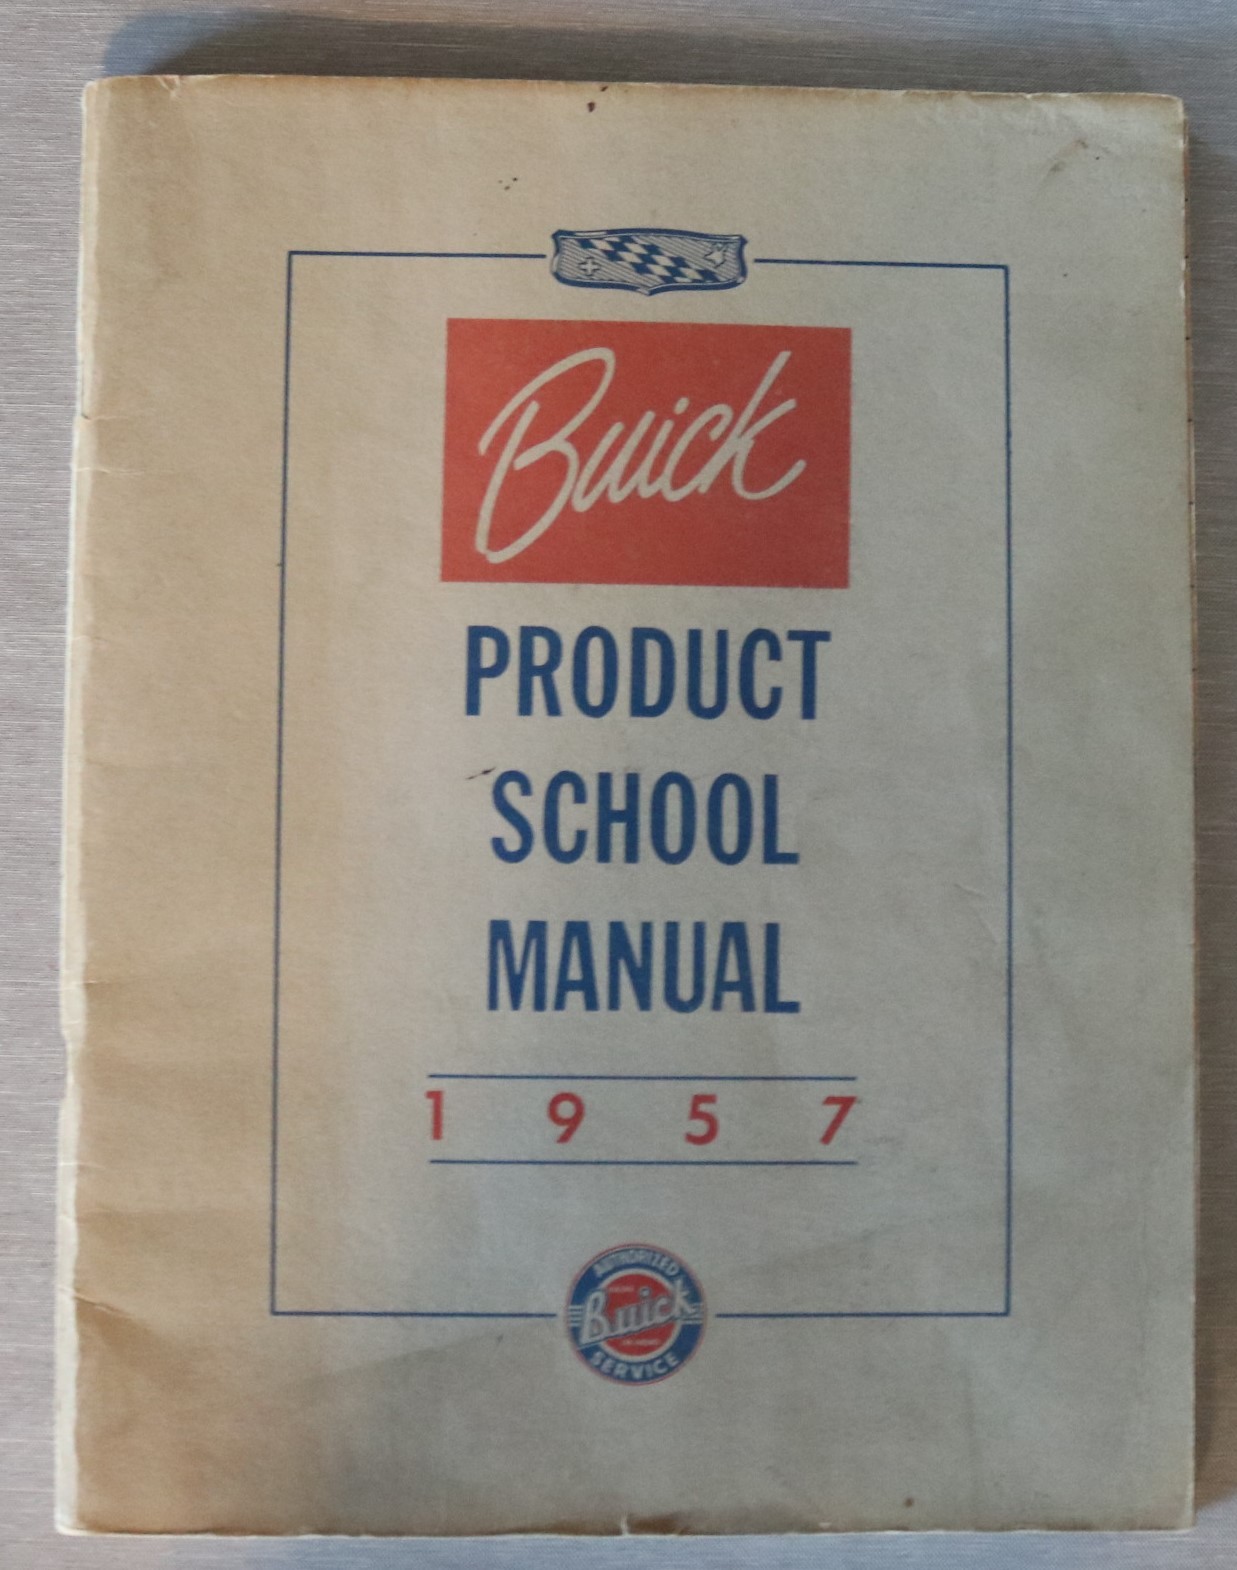 Buick
PRODUCT
SCHOOL
MANUAL
1957
AUTHORIZED
Buick
SERVICE